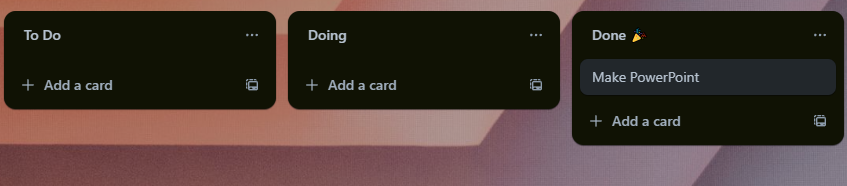 To Do
Add a card
Doing
Add a card
Done 🎉
Make PowerPoint
Add a card